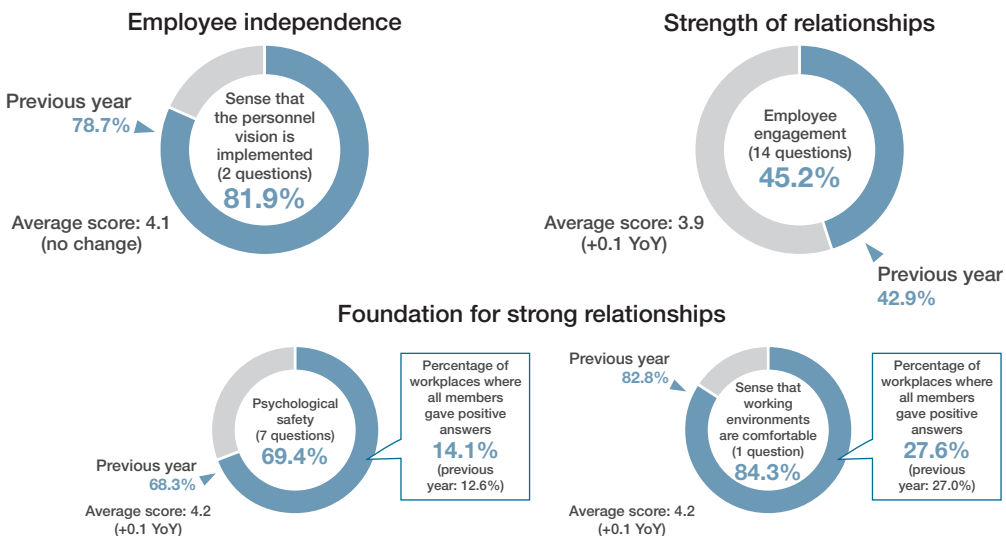 Employee independence
Previous year
78.7%
Sense that
the personnel
vision is
implemented
(2 questions)
81.9%
Average score: 4.1
(no change)
Strength of relationships
Employee
engagement
(14 questions)
45.2%
Average score: 3.9
(+0.1 YoY)
Previous year
42.9%
Foundation for strong relationships
Psychological
safety
(7 questions)
69.4%
Previous year
68.3%
Average score: 4.2
(+0.1 YoY)
Percentage of
workplaces where
all members
gave positive
answers
14.1%
(previous
year: 12.6%)
Previous year
82.8%
Sense that
working
environments
are comfortable
(1 question)
84.3%
Average score: 4.2
(+0.1 YoY)
Percentage of
workplaces where
all members
gave positive
answers
27.6%
(previous
year: 27.0%)